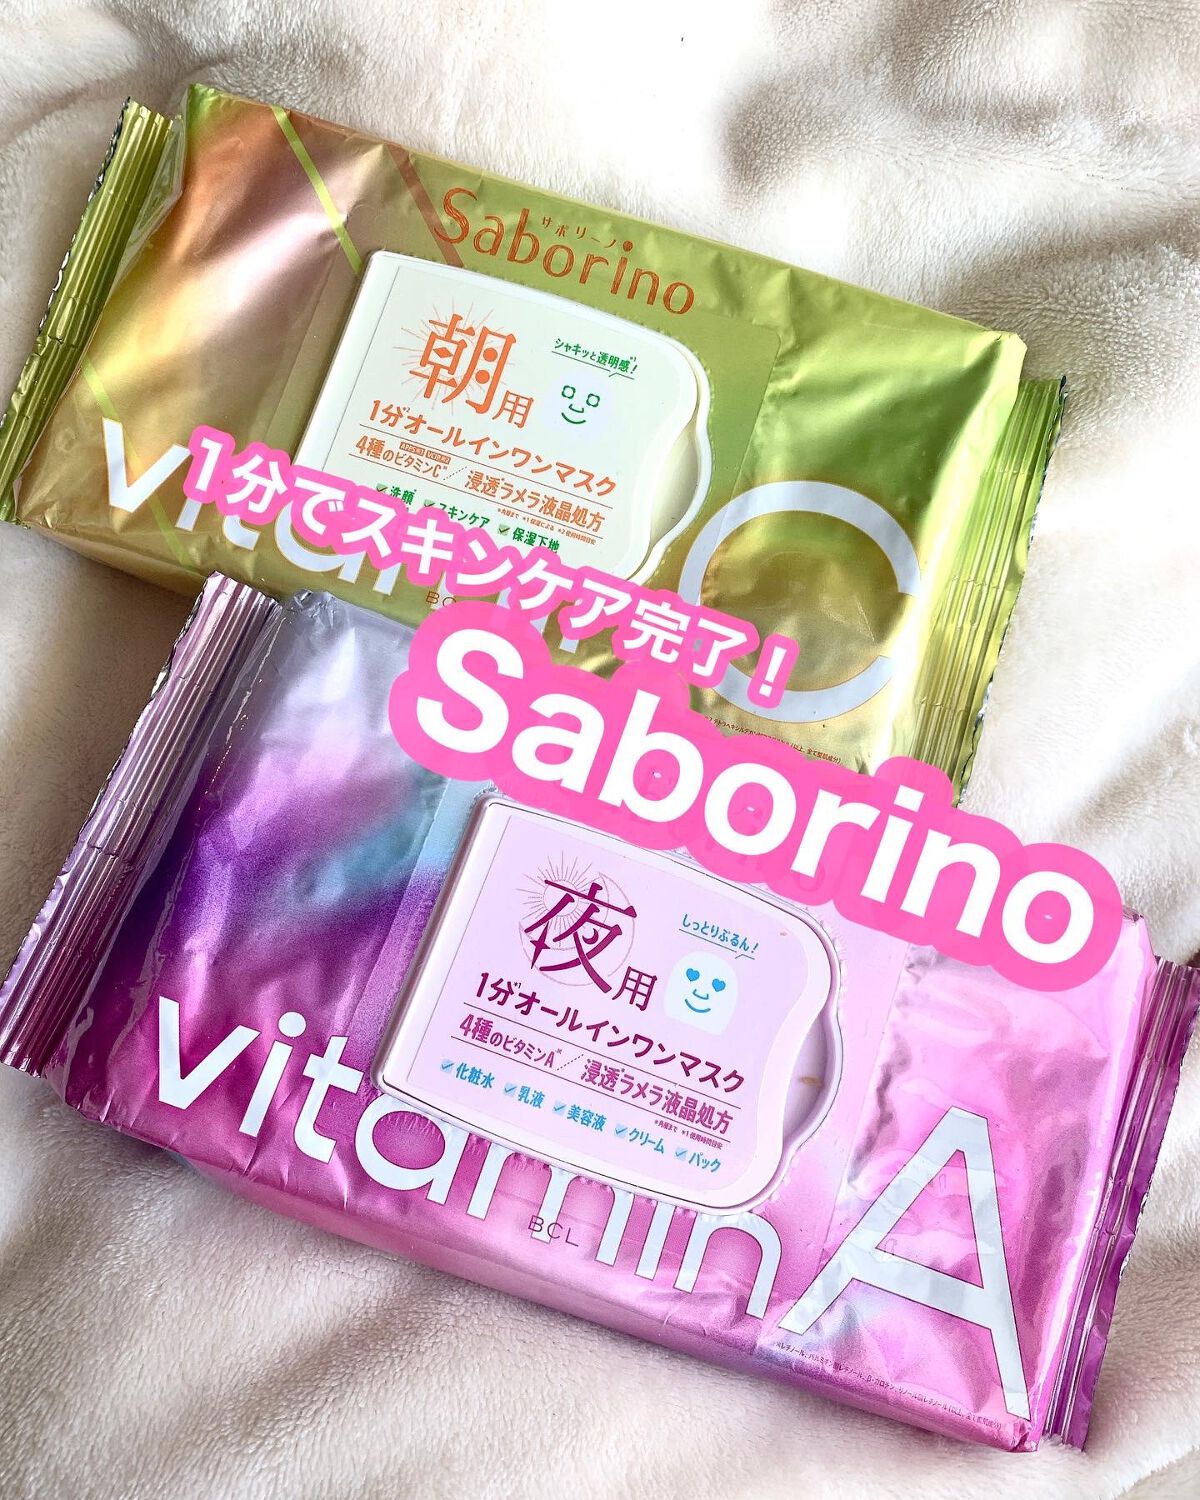 Saborino
サボリーノ
朝用
シャキッと透明感!
1分オールインワンマスク
4種のビタミンC
浸透ラメラ液晶処方
洗顔 スキンケア 保湿下地
vitamin C
1分でスキンケア完了!
BCL
Saborino
夜用
しっとりぷるん!
1分オールインワンマスク
4種のビタミンA
浸透ラメラ液晶処方
化粧水 乳液 美容液 クリーム パック
vitamin A
BCL